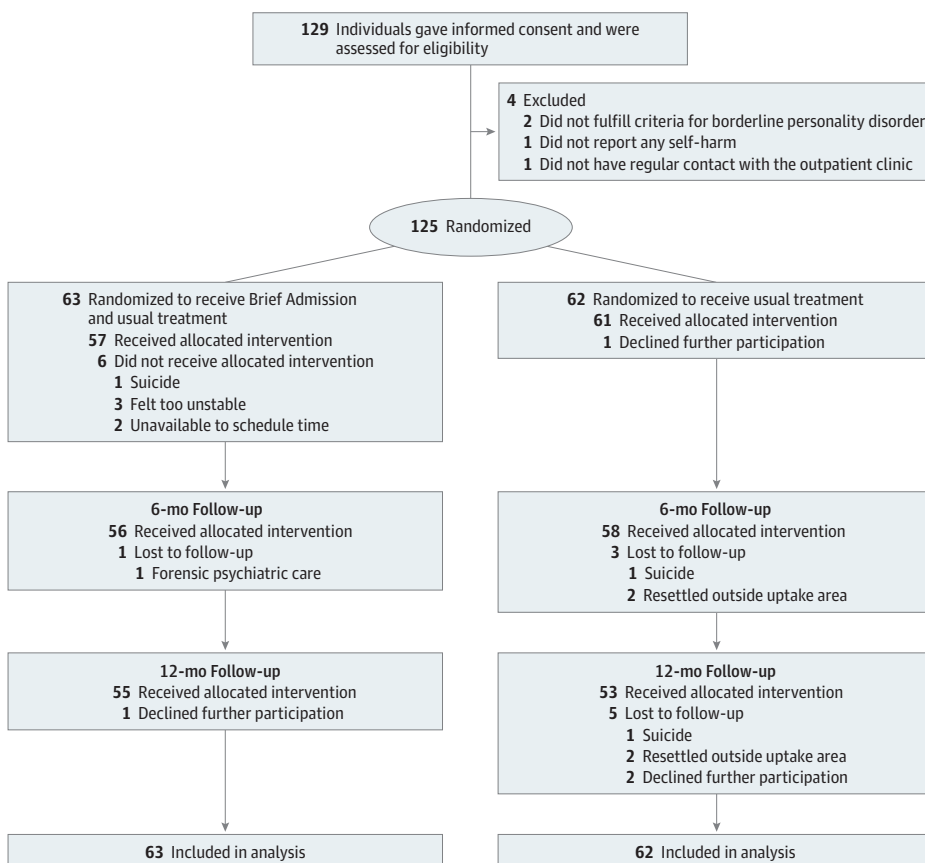 129 Individuals gave informed consent and were
assessed for eligibility
4 Excluded
2 Did not fulfill criteria for borderline personality disorder
1 Did not report any self-harm
1 Did not have regular contact with the outpatient clinic
125 Randomized
63 Randomized to receive Brief Admission
and usual treatment
57 Received allocated intervention
6 Did not receive allocated intervention
1 Suicide
3 Felt too unstable
2 Unavailable to schedule time
62 Randomized to receive usual treatment
61 Received allocated intervention
1 Declined further participation
6-mo Follow-up
56 Received allocated intervention
1 Lost to follow-up
1 Forensic psychiatric care
6-mo Follow-up
58 Received allocated intervention
3 Lost to follow-up
1 Suicide
2 Resettled outside uptake area
12-mo Follow-up
55 Received allocated intervention
1 Declined further participation
12-mo Follow-up
53 Received allocated intervention
5 Lost to follow-up
1 Suicide
2 Resettled outside uptake area
2 Declined further participation
63 Included in analysis
62 Included in analysis